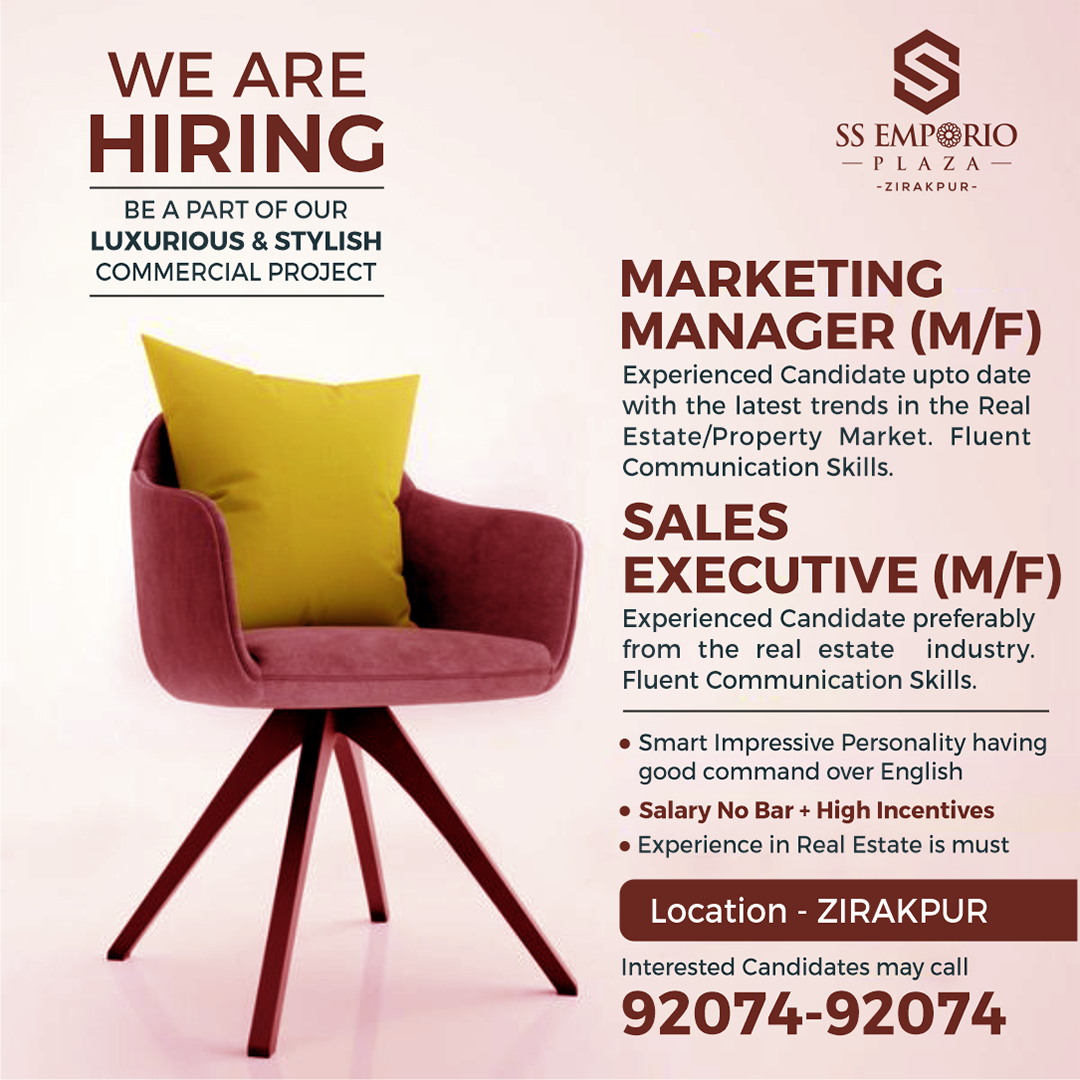 WE ARE
HIRING
BE A PART OF OUR
LUXURIOUS & STYLISH
COMMERCIAL PROJECT
SS EMPORIO
PLAZA
-ZIRAKPUR-
MARKETING
MANAGER (M/F)
Experienced Candidate upto date
with the latest trends in the Real
Estate/Property Market. Fluent
Communication Skills.
SALES
EXECUTIVE (M/F)
Experienced Candidate preferably
from the real estate industry.
Fluent Communication Skills.
• Smart Impressive Personality having
good command over English
• Salary No Bar + High Incentives
• Experience in Real Estate is must
Location - ZIRAKPUR
Interested Candidates may call
92074-92074